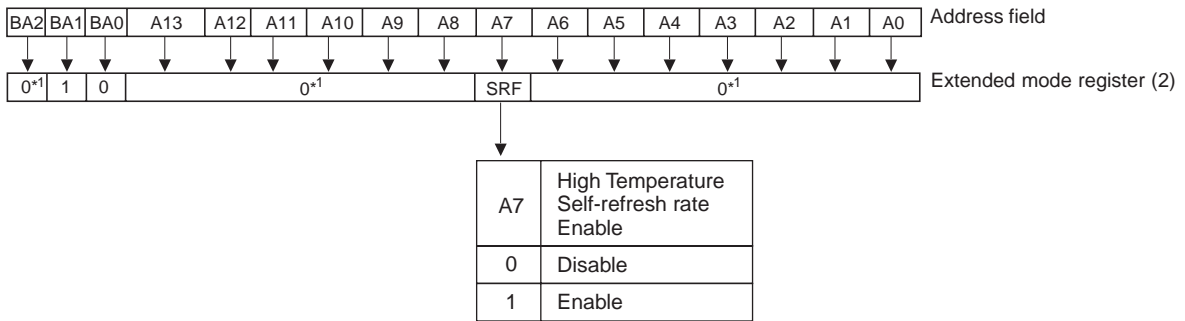 BA2 BA1 BA0 A13 A12 A11 A10 A9 A8 A7 A6 A5 A4 A3 A2 A1 A0 Address field
0*1 1 0 0*1 SRF 0*1 Extended mode register (2)
A7 High Temperature
Self-refresh rate
Enable
0 Disable
1 Enable